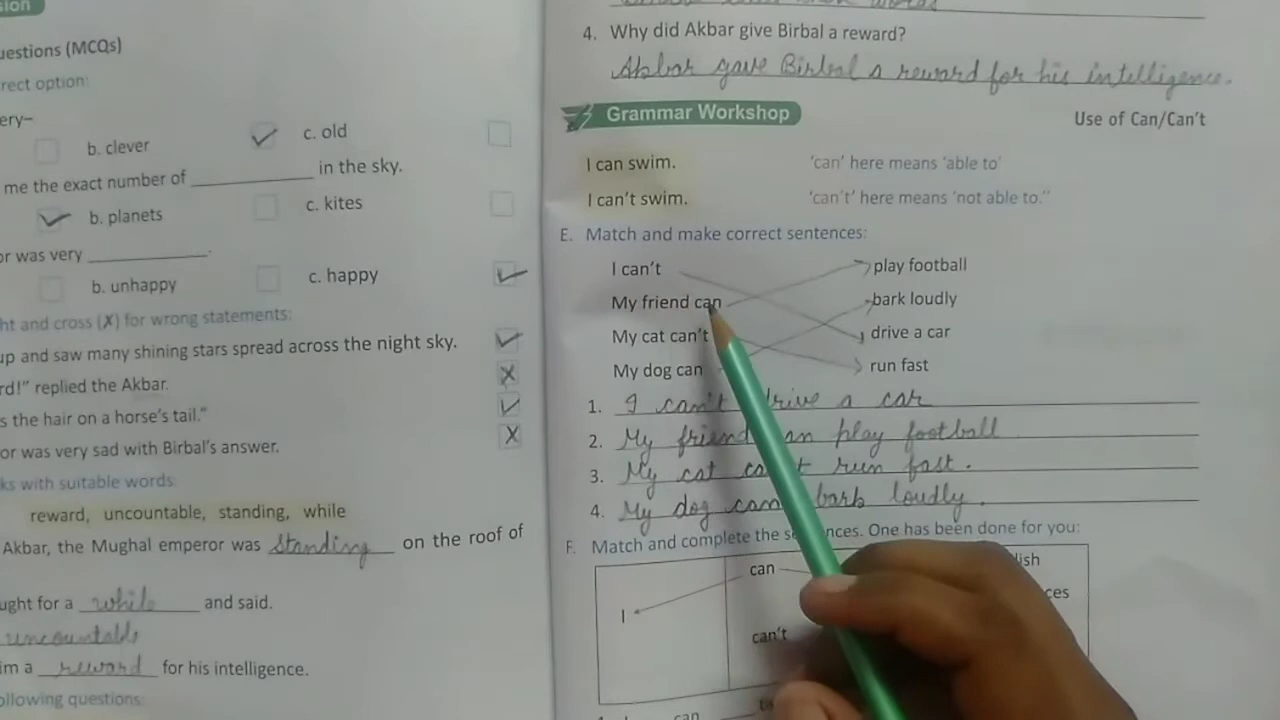 sion
uestions (MCQs)
rect option:
ery–
b. clever
c. old
me the exact number of ____________ in the sky.
b. planets
c. kites
or was very ____________.
b. unhappy
c. happy
ht and cross (✗) for wrong statements:
up and saw many shining stars spread across the night sky.
rd!" replied the Akbar.
s the hair on a horse's tail."
or was very sad with Birbal's answer.
ks with suitable words:
reward, uncountable, standing, while
Akbar, the Mughal emperor was standing on the roof of
ught for a while and said.
uncountable
im a reward for his intelligence.
ollowing questions:
4. Why did Akbar give Birbal a reward?
Akbar gave Birbal a reward for his intelligence.
Grammar Workshop
Use of Can/Can't
I can swim. 'can' here means 'able to'
I can't swim. 'can't' here means 'not able to."
E. Match and make correct sentences:
I can't play football
My friend can bark loudly
My cat can't drive a car
My dog can run fast
1. I can't drive a car
2. My friend an play football
3. My cat ca t run fast.
4. My dog can bark loudly.
F. Match and complete the se ences. One has been done for you:
can lish
I ces
can't
can